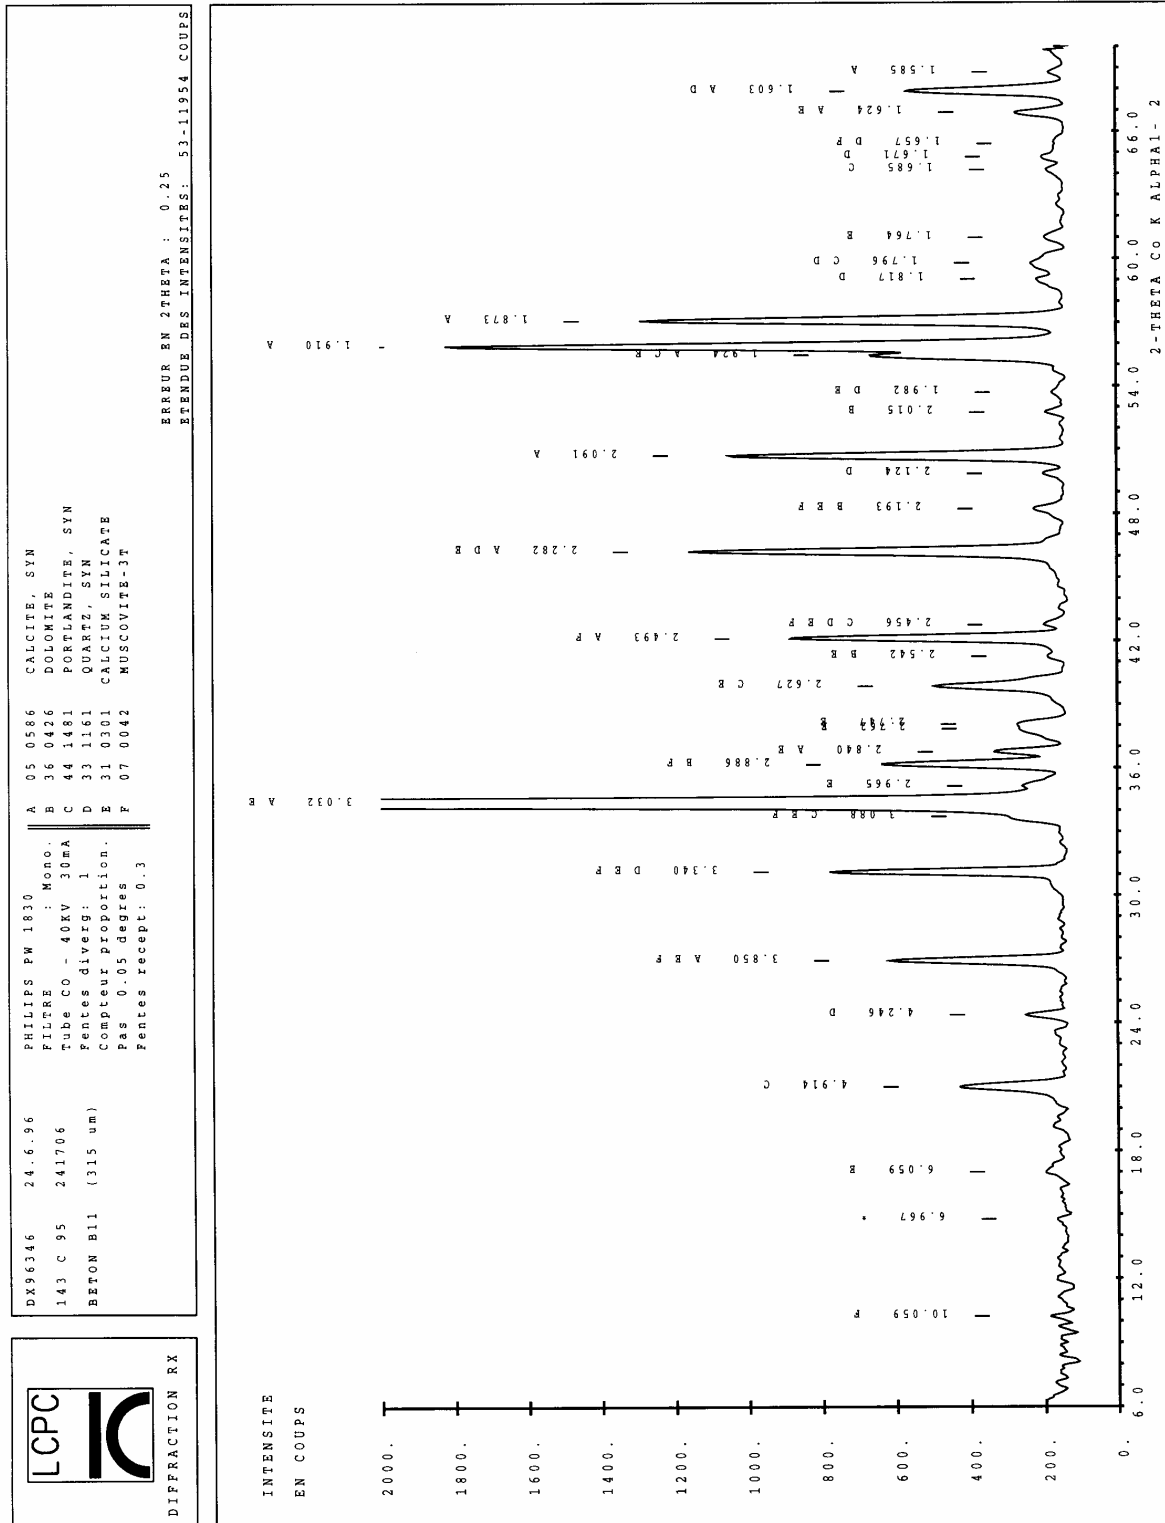 LCPC
DIFFRACTION RX
DX96346 24.6.96
143 C 95 241706
BETON B11 (315 um)
PHILIPS PW 1830
FILTRE : Mono.
Tube CO - 40KV 30mA
Fentes diverg: 1
Compteur proportion.
Pas 0.05 degres
Fentes recept: 0.3
A 05 0586 CALCITE, SYN
B 36 0426 DOLOMITE
C 44 1481 PORTLANDITE, SYN
D 33 1161 QUARTZ, SYN
E 31 0301 CALCIUM SILICATE
F 07 0042 MUSCOVITE-3T
ERREUR EN 2THETA : 0.25
ETENDUE DES INTENSITES: 53-11954 COUPS
INTENSITE
EN COUPS
2000.
1800.
1600.
1400.
1200.
1000.
800.
600.
400.
200.
0.
10.059 F
6.967 *
6.059 E
4.914 C
4.246 D
3.850 A E F
3.340 D E F
3.088 C E F
3.032 A E
2.965 E
2.886 B F
2.840 A E
2.762 E
2.747 E
2.627 C E
2.542 B E
2.493 A F
2.456 C D E F
2.282 A D E
2.193 B E F
2.124 D
2.091 A
2.015 B
1.982 D E
1.924 A C E
1.910 A
1.873 A
1.817 D
1.796 C D
1.764 E
1.685 C
1.671 D
1.657 D F
1.624 A E
1.603 A D
1.585 A
6.0 12.0 18.0 24.0 30.0 36.0 42.0 48.0 54.0 60.0 66.0
2-THETA Co K ALPHA1- 2